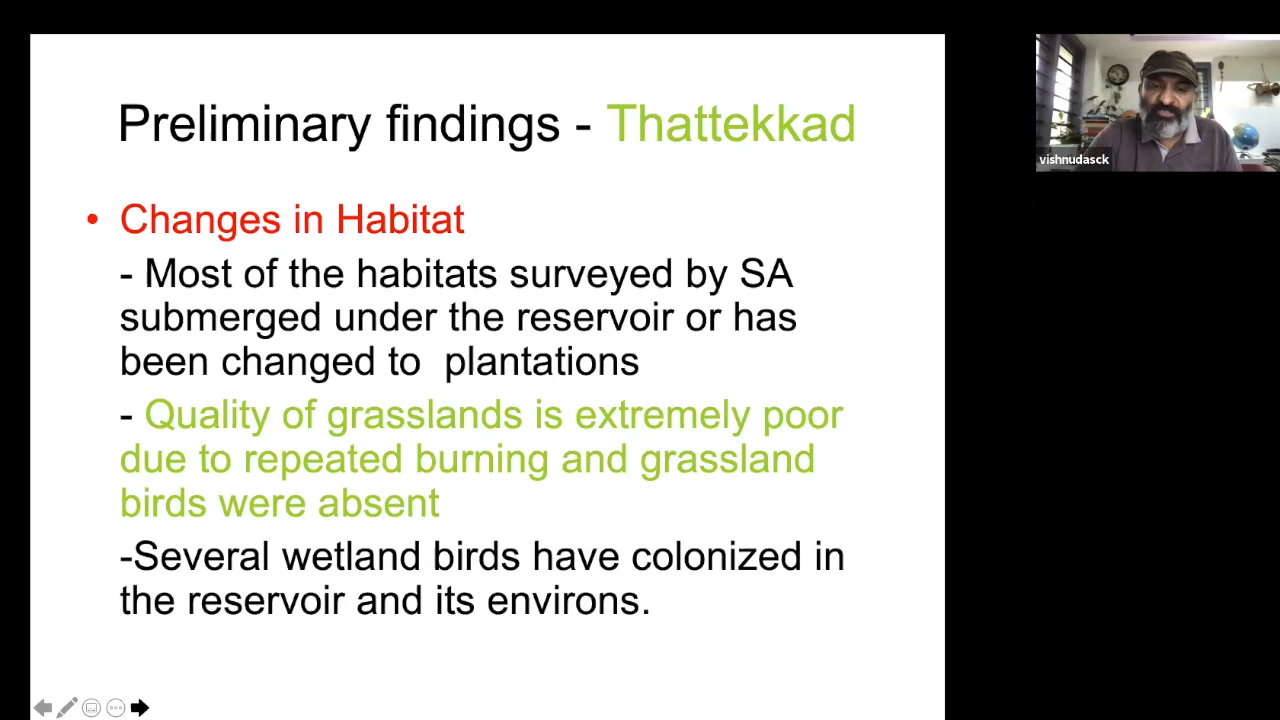 Preliminary findings - Thattekkad
• Changes in Habitat
- Most of the habitats surveyed by SA
submerged under the reservoir or has
been changed to  plantations
- Quality of grasslands is extremely poor
due to repeated burning and grassland
birds were absent
-Several wetland birds have colonized in
the reservoir and its environs.
vishnudasck